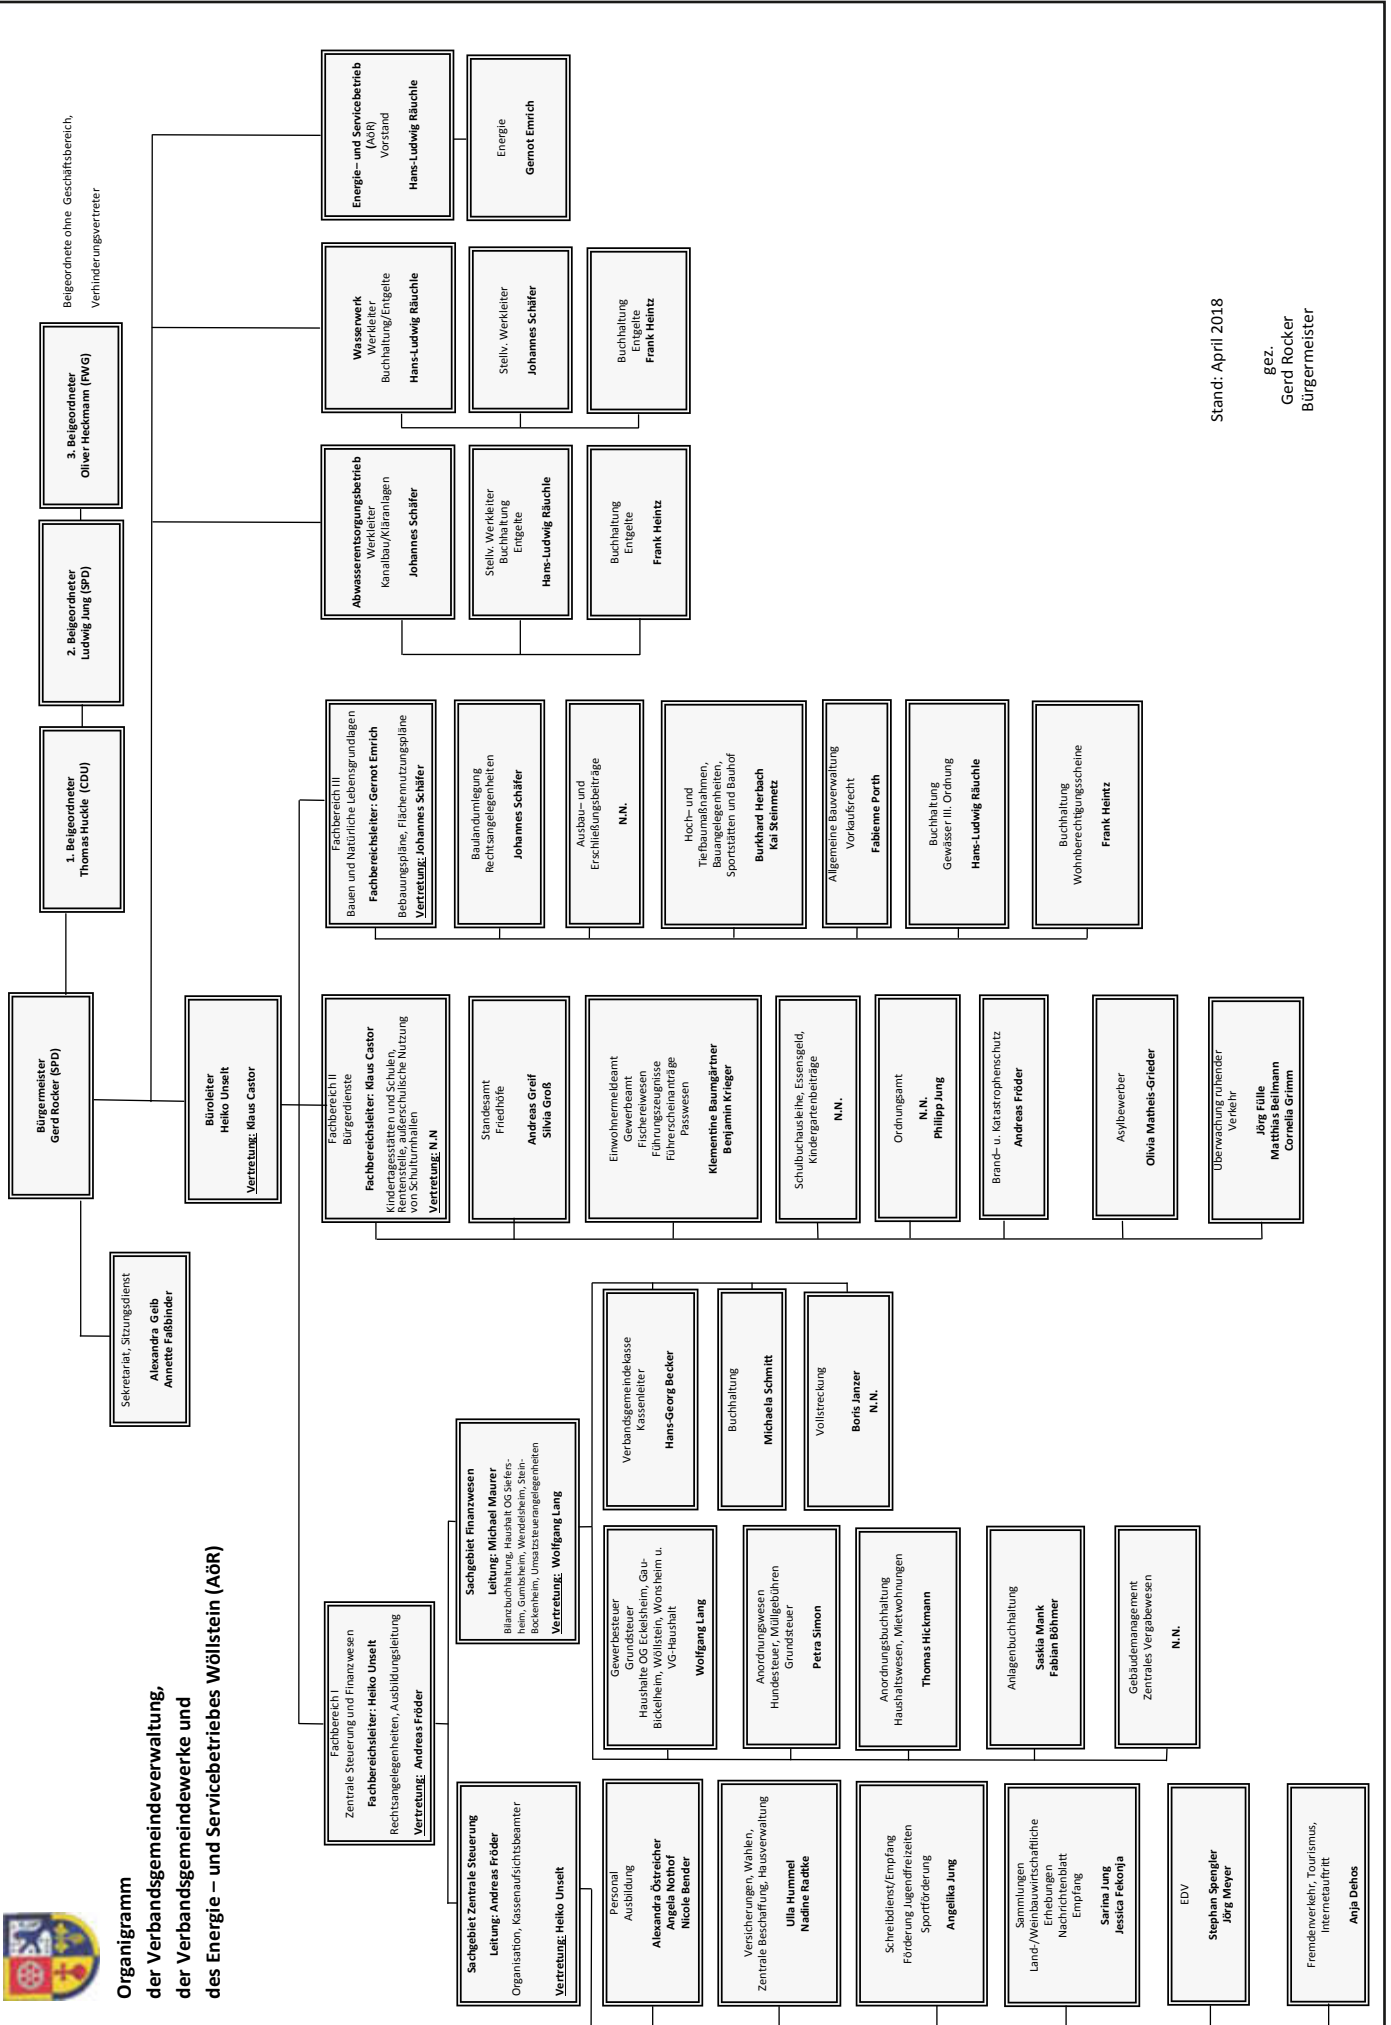 Organigramm
der Verbandsgemeindeverwaltung,
der Verbandsgemeindewerke und
des Energie – und Servicebetriebes Wöllstein (AöR)
Bürgermeister
Gerd Rocker (SPD)
1. Beigeordneter
Thomas Huckle (CDU)
2. Beigeordneter
Ludwig Jung (SPD)
3. Beigeordneter
Oliver Heckmann (FWG)
Beigeordnete ohne Geschäftsbereich,
Verhinderungsvertreter
Sekretariat, Sitzungsdienst
Alexandra Geib
Annette Faßbinder
Büroleiter
Heiko Unselt
Vertretung: Klaus Castor
Fachbereich I
Zentrale Steuerung und Finanzwesen
Fachbereichsleiter: Heiko Unselt
Rechtsangelegenheiten, Ausbildungsleitung
Vertretung: Andreas Fröder
Sachgebiet Zentrale Steuerung
Leitung: Andreas Fröder
Organisation, Kassenaufsichtsbeamter
Vertretung: Heiko Unselt
Personal
Ausbildung
Alexandra Östreicher
Angela Nothof
Nicole Bender
Versicherungen, Wahlen,
Zentrale Beschaffung, Hausverwaltung
Ulla Hummel
Nadine Radtke
Schreibdienst/Empfang
Förderung Jugendfreizeiten
Sportförderung
Angelika Jung
Sammlungen
Land-/Weinbauwirtschaftliche
Erhebungen
Nachrichtenblatt
Empfang
Sarina Jung
Jessica Fekonja
EDV
Stephan Spengler
Jörg Meyer
Fremdenverkehr, Tourismus,
Internetauftritt
Anja Dehos
Sachgebiet Finanzwesen
Leitung: Michael Maurer
Bilanzbuchhaltung, Haushalt OG Siefers-
heim, Gumbsheim, Wendelsheim, Stein-
Bockenheim, Umsatzsteuerangelegenheiten
Vertretung: Wolfgang Lang
Gewerbesteuer
Grundsteuer
Haushalte OG Eckelsheim, Gau-
Bickelheim, Wöllstein, Wonsheim u.
VG-Haushalt
Wolfgang Lang
Anordnungswesen
Hundesteuer, Müllgebühren
Grundsteuer
Petra Simon
Anordnungsbuchhaltung
Haushaltswesen, Mietwohnungen
Thomas Hickmann
Anlagenbuchhaltung
Saskia Mank
Fabian Böhmer
Gebäudemanagement
Zentrales Vergabewesen
N.N.
Verbandsgemeindekasse
Kassenleiter
Hans-Georg Becker
Buchhaltung
Michaela Schmitt
Vollstreckung
Boris Janzer
N.N.
Fachbereich II
Bürgerdienste
Fachbereichsleiter: Klaus Castor
Kindertagesstätten und Schulen,
Rentenstelle, außerschulische Nutzung
von Schulturnhallen
Vertretung: N.N
Standesamt
Friedhöfe
Andreas Greif
Silvia Groß
Einwohnermeldeamt
Gewerbeamt
Fischereiwesen
Führungszeugnisse
Führerscheinanträge
Passwesen
Klementine Baumgärtner
Benjamin Krieger
Schulbuchausleihe, Essensgeld,
Kindergartenbeiträge
N.N.
Ordnungsamt
N.N.
Philipp Jung
Brand– u. Katastrophenschutz
Andreas Fröder
Asylbewerber
Olivia Matheis-Grieder
Überwachung ruhender
Verkehr
Jörg Fülle
Matthias Beilmann
Cornelia Grimm
Fachbereich III
Bauen und Natürliche Lebensgrundlagen
Fachbereichsleiter: Gernot Emrich
Bebauungspläne, Flächennutzungspläne
Vertretung: Johannes Schäfer
Baulandumlegung
Rechtsangelegenheiten
Johannes Schäfer
Ausbau– und
Erschließungsbeiträge
N.N.
Hoch– und
Tiefbaumaßnahmen,
Bauangelegenheiten,
Sportstätten und Bauhof
Burkhard Herbach
Kai Steinmetz
Allgemeine Bauverwaltung
Vorkaufsrecht
Fabienne Porth
Buchhaltung
Gewässer III. Ordnung
Hans-Ludwig Räuchle
Buchhaltung
Wohnberechtigungsscheine
Frank Heintz
Abwasserentsorgungsbetrieb
Werkleiter
Kanalbau/Kläranlagen
Johannes Schäfer
Stellv. Werkleiter
Buchhaltung
Entgelte
Hans-Ludwig Räuchle
Buchhaltung
Entgelte
Frank Heintz
Wasserwerk
Werkleiter
Buchhaltung/Entgelte
Hans-Ludwig Räuchle
Stellv. Werkleiter
Johannes Schäfer
Buchhaltung
Entgelte
Frank Heintz
Energie– und Servicebetrieb
(AöR)
Vorstand
Hans-Ludwig Räuchle
Energie
Gernot Emrich
Stand: April 2018
gez.
Gerd Rocker
Bürgermeister